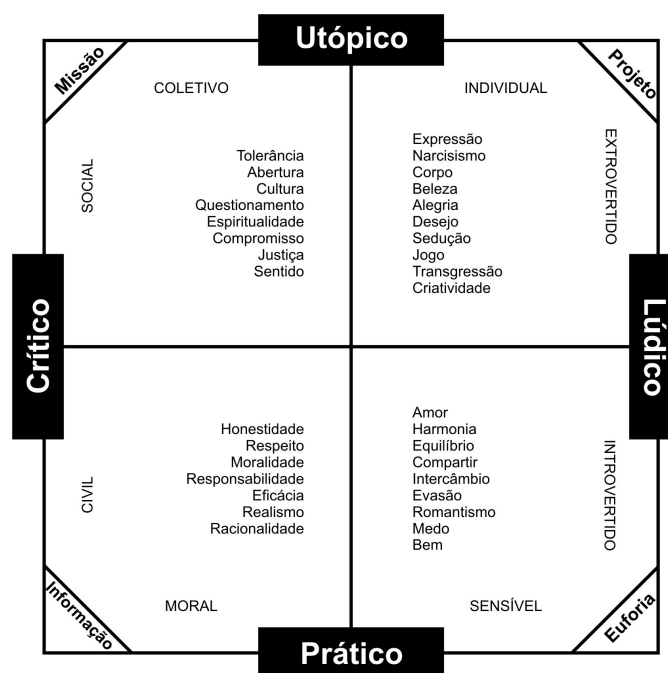 Utópico
Missão
Projeto
COLETIVO
INDIVIDUAL
SOCIAL
Tolerância
Abertura
Cultura
Questionamento
Espiritualidade
Compromisso
Justiça
Sentido
Expressão
Narcisismo
Corpo
Beleza
Alegria
Desejo
Sedução
Jogo
Transgressão
Criatividade
EXTROVERTIDO
Crítico
Lúdico
CIVIL
Honestidade
Respeito
Moralidade
Responsabilidade
Eficácia
Realismo
Racionalidade
Amor
Harmonia
Equilíbrio
Compartir
Intercâmbio
Evasão
Romantismo
Medo
Bem
INTROVERTIDO
Informação
MORAL
SENSÍVEL
Euforia
Prático